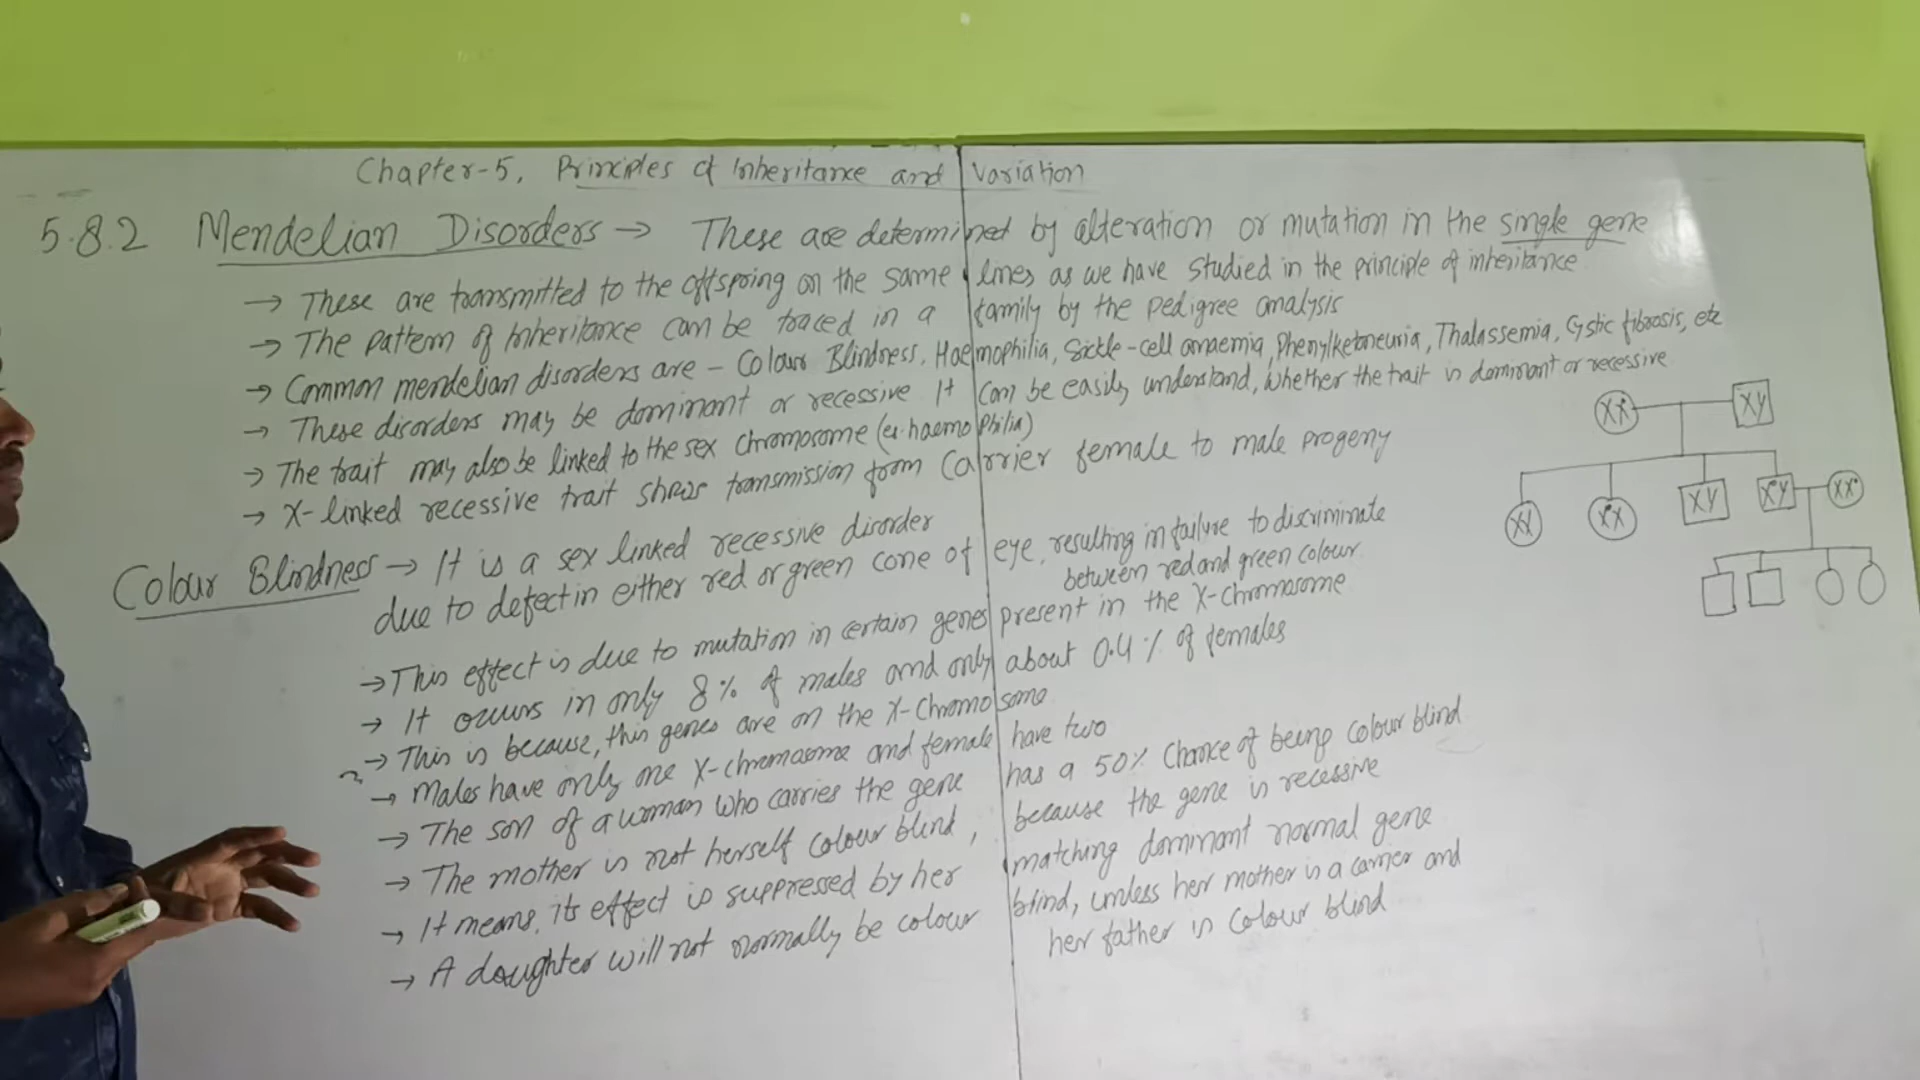 Chapter-5, Principles of Inheritance and Variation
5.8.2 Mendelian Disorders → These are determined by alteration or mutation in the single gene
→ These are transmitted to the offspring on the same lines as we have studied in the principle of inheritance
→ The pattern of Inheritance can be traced in a family by the pedigree analysis
→ Common mendelian disorders are - Colour Blindness, Haemophilia, Sickle-cell anaemia, Phenylketoneuria, Thalassemia, Cystic fibrosis, etc
→ These disorders may be dominant or recessive It can be easily understand, whether the trait is dominant or recessive
→ The trait may also be linked to the sex chromosome (ex. haemophilia)
→ X-linked recessive trait shows transmission from Carrier female to male progeny
XX° XY
XX X°X XY X°Y XX°
Colour Blindness → It is a sex linked recessive disorder
due to defect in either red or green cone of eye, resulting in failure to discriminate
between red and green colour.
→ This effect is due to mutation in certain genes present in the X-chromosome
→ It occurs in only 8% of males and only about 0.4% of females
→ This is because, this genes are on the X-chromosome
→ Males have only one X-chromosome and female have two
→ The son of a woman who carries the gene has a 50% Chance of being colour blind
→ The mother is not herself colour blind, because the gene is recessive
→ It means, its effect is suppressed by her matching dominant normal gene
→ A daughter will not normally be colour blind, unless her mother is a carrier and
her father is colour blind